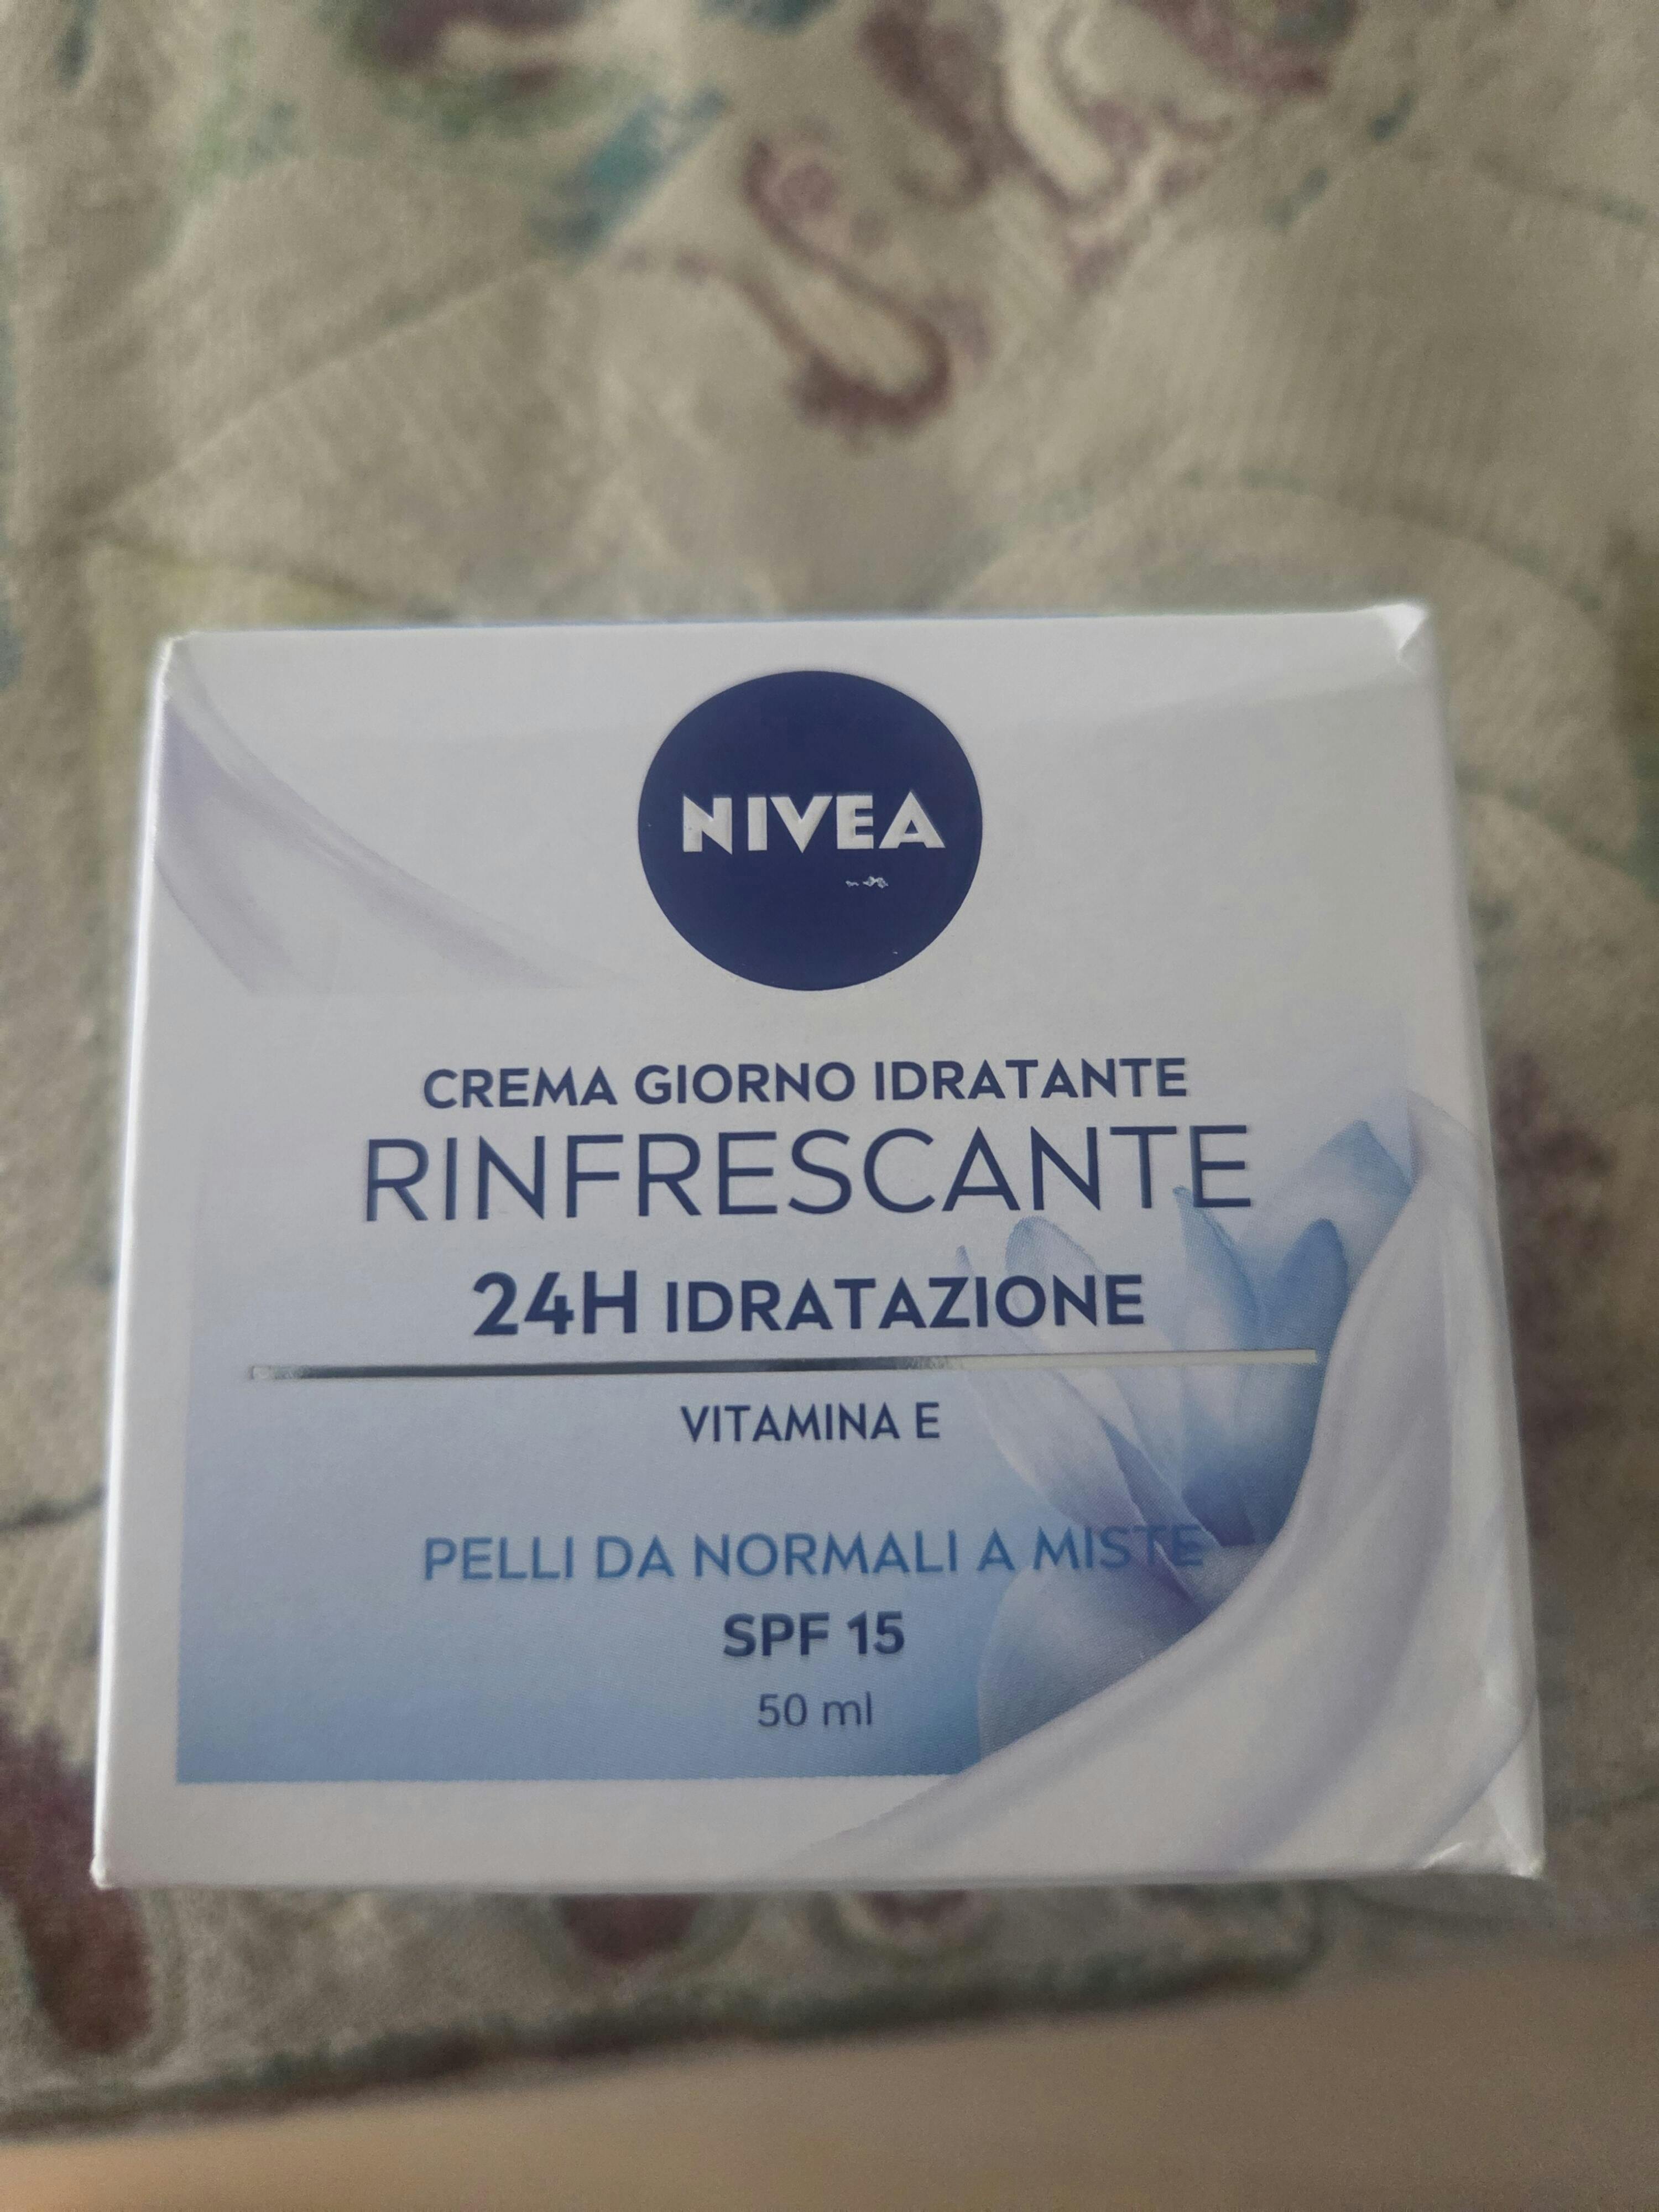 NIVEA
CREMA GIORNO IDRATANTE
RINFRESCANTE
24H IDRATAZIONE
VITAMINA E
PELLI DA NORMALI A MISTE
SPF 15
50 ml